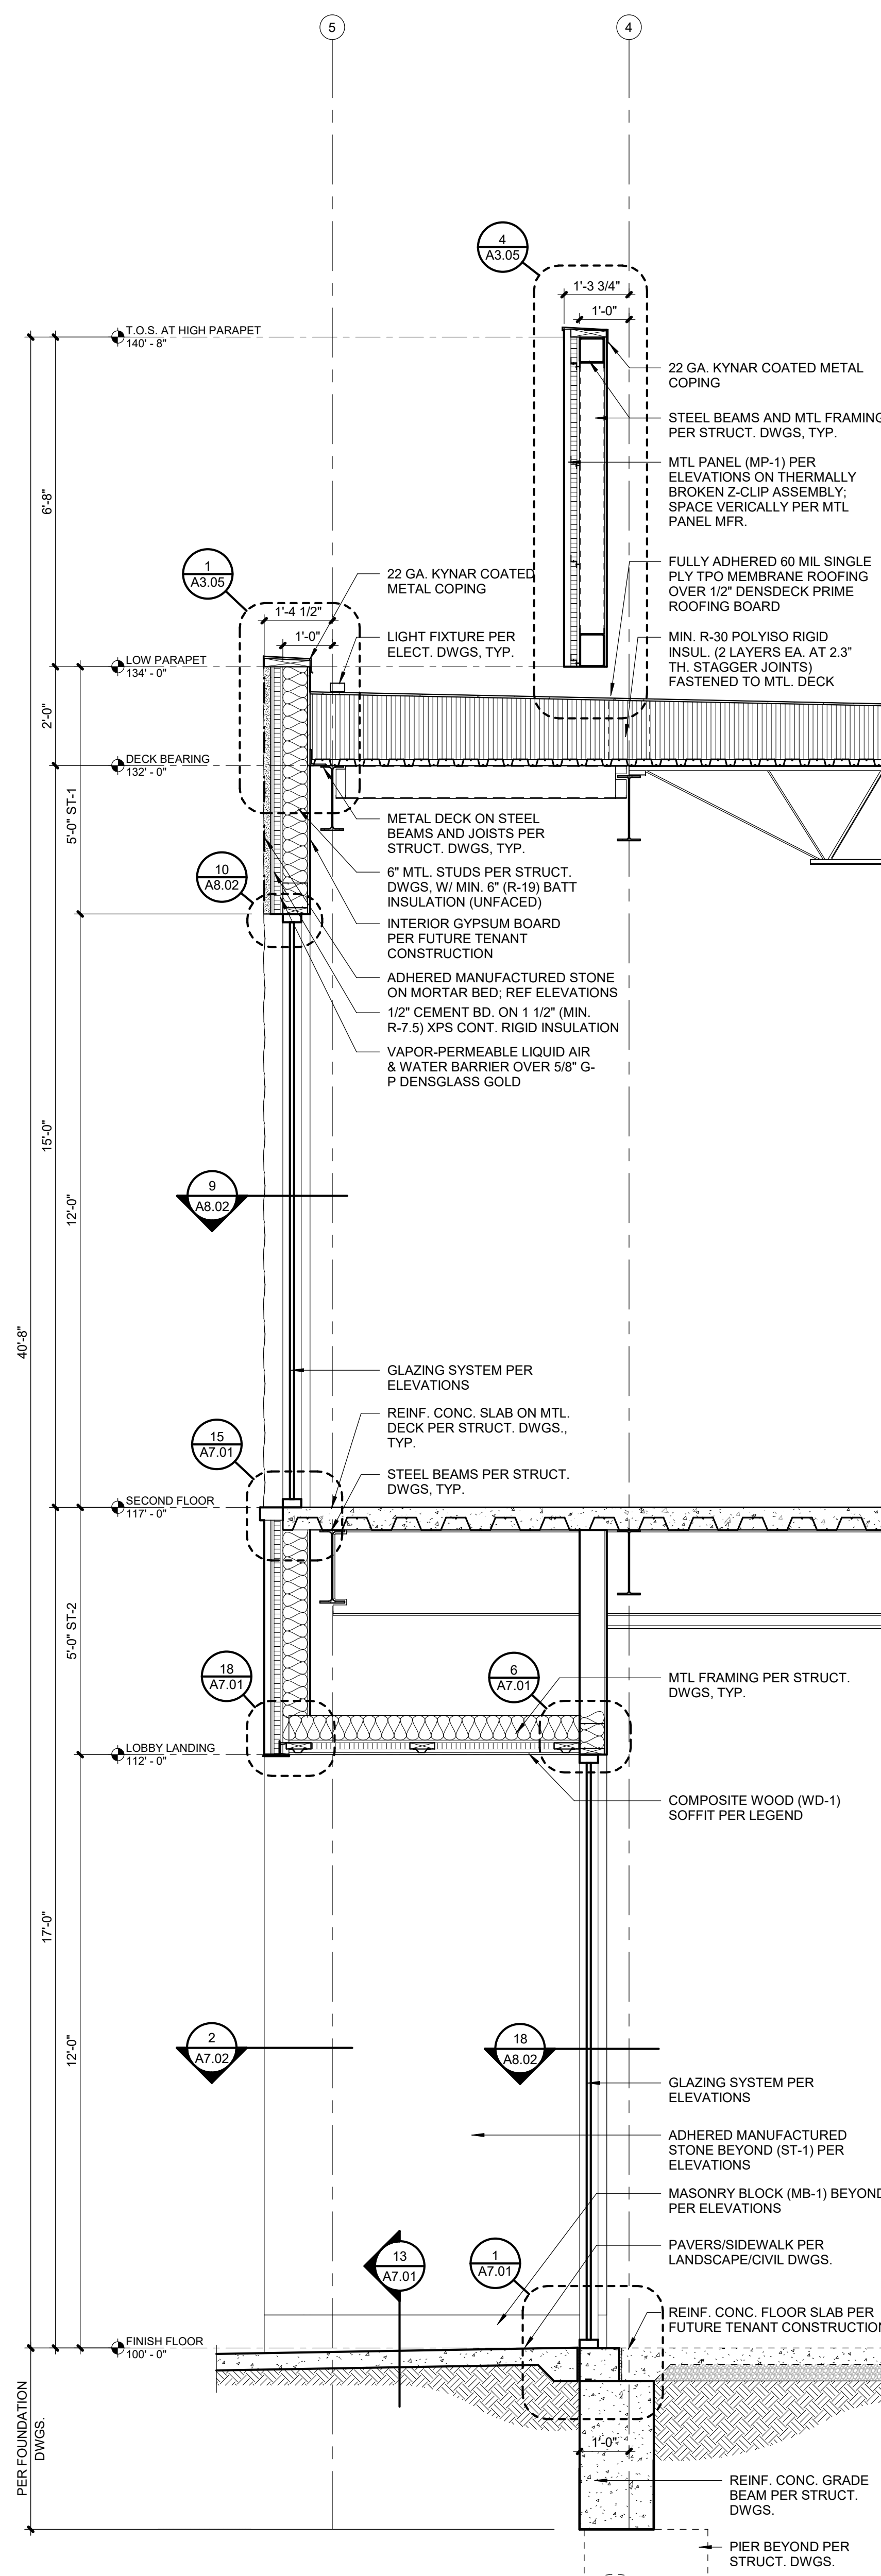 5
4
4
A3.05
1'-3 3/4"
1'-0"
T.O.S. AT HIGH PARAPET
140' - 8"
22 GA. KYNAR COATED METAL
COPING
STEEL BEAMS AND MTL FRAMING
PER STRUCT. DWGS, TYP.
MTL PANEL (MP-1) PER
ELEVATIONS ON THERMALLY
BROKEN Z-CLIP ASSEMBLY;
SPACE VERICALLY PER MTL
PANEL MFR.
6'-8"
1
A3.05
22 GA. KYNAR COATED
METAL COPING
FULLY ADHERED 60 MIL SINGLE
PLY TPO MEMBRANE ROOFING
OVER 1/2" DENSDECK PRIME
ROOFING BOARD
1'-4 1/2"
1'-0"
LIGHT FIXTURE PER
ELECT. DWGS, TYP.
MIN. R-30 POLYISO RIGID
INSUL. (2 LAYERS EA. AT 2.3"
TH. STAGGER JOINTS)
FASTENED TO MTL. DECK
LOW PARAPET
134' - 0"
2'-0"
DECK BEARING
132' - 0"
5'-0" ST-1
METAL DECK ON STEEL
BEAMS AND JOISTS PER
STRUCT. DWGS, TYP.
10
A8.02
6" MTL. STUDS PER STRUCT.
DWGS, W/ MIN. 6" (R-19) BATT
INSULATION (UNFACED)
INTERIOR GYPSUM BOARD
PER FUTURE TENANT
CONSTRUCTION
ADHERED MANUFACTURED STONE
ON MORTAR BED; REF ELEVATIONS
1/2" CEMENT BD. ON 1 1/2" (MIN.
R-7.5) XPS CONT. RIGID INSULATION
VAPOR-PERMEABLE LIQUID AIR
& WATER BARRIER OVER 5/8" G-
P DENSGLASS GOLD
15'-0"
9
A8.02
12'-0"
40'-8"
GLAZING SYSTEM PER
ELEVATIONS
REINF. CONC. SLAB ON MTL.
DECK PER STRUCT. DWGS.,
TYP.
15
A7.01
STEEL BEAMS PER STRUCT.
DWGS, TYP.
SECOND FLOOR
117' - 0"
5'-0" ST-2
18
A7.01
6
A7.01
MTL FRAMING PER STRUCT.
DWGS, TYP.
LOBBY LANDING
112' - 0"
COMPOSITE WOOD (WD-1)
SOFFIT PER LEGEND
17'-0"
12'-0"
2
A7.02
18
A8.02
GLAZING SYSTEM PER
ELEVATIONS
ADHERED MANUFACTURED
STONE BEYOND (ST-1) PER
ELEVATIONS
MASONRY BLOCK (MB-1) BEYOND
PER ELEVATIONS
13
A7.01
1
A7.01
PAVERS/SIDEWALK PER
LANDSCAPE/CIVIL DWGS.
REINF. CONC. FLOOR SLAB PER
FUTURE TENANT CONSTRUCTION
FINISH FLOOR
100' - 0"
PER FOUNDATION
DWGS.
1'-0"
REINF. CONC. GRADE
BEAM PER STRUCT.
DWGS.
PIER BEYOND PER
STRUCT. DWGS.